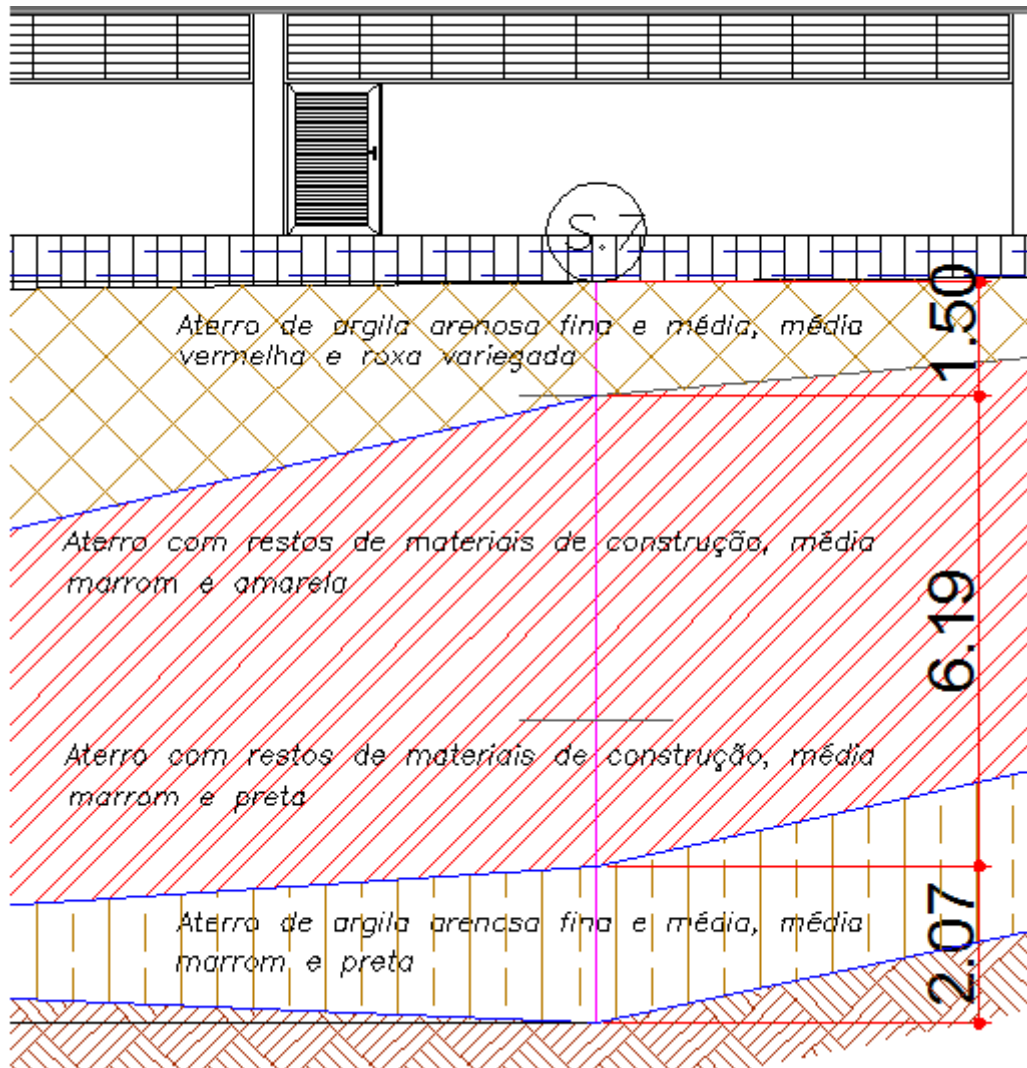 S.7
1.50
Aterro de argila arenosa fina e média, média
vermelha e roxa variegada
Aterro com restos de materiais de construção, média
marrom e amarela
6.19
Aterro com restos de materiais de construção, média
marrom e preta
Aterro de argila arenosa fina e média, média
marrom e preta
2.07